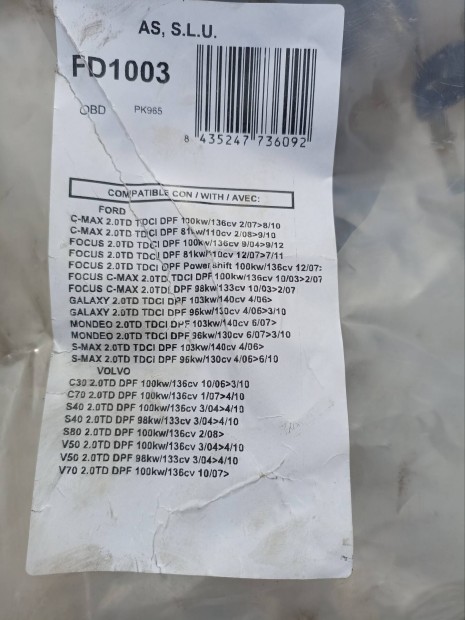 AS, S.L.U.
FD1003
OBD PK965
8 435247 736092
COMPATIBLE CON / WITH / AVEC:
FORD
C-MAX 2.0TD TDCI DPF 100kw/136cv 2/07>8/10
C-MAX 2.0TD TDCI DPF 81kw/110cv 2/08>9/10
FOCUS 2.0TD TDCI DPF 100kw/136cv 9/04>9/12
FOCUS 2.0TD TDCI DPF 81kw/110cv 12/07>7/11
FOCUS 2.0TD TDCI DPF Powershift 100kw/136cv 12/07>
FOCUS C-MAX 2.0TD TDCI DPF 100kw/136cv 10/03>2/07
FOCUS C-MAX 2.0TD TDCI DPF 98kw/133cv 10/03>2/07
GALAXY 2.0TD TDCI DPF 103kw/140cv 4/06>
GALAXY 2.0TD TDCI DPF 96kw/130cv 4/06>3/10
MONDEO 2.0TD TDCI DPF 103kw/140cv 6/07>
MONDEO 2.0TD TDCI DPF 96kw/130cv 6/07>3/10
S-MAX 2.0TD TDCI DPF 103kw/140cv 4/06>
S-MAX 2.0TD TDCI DPF 96kw/130cv 4/06>6/10
VOLVO
C30 2.0TD DPF 100kw/136cv 10/06>3/10
C70 2.0TD DPF 100kw/136cv 1/07>4/10
S40 2.0TD DPF 100kw/136cv 3/04>4/10
S40 2.0TD DPF 98kw/133cv 3/04>4/10
S80 2.0TD DPF 100kw/136cv 2/08>
V50 2.0TD DPF 100kw/136cv 3/04>4/10
V50 2.0TD DPF 98kw/133cv 3/04>4/10
V70 2.0TD DPF 100kw/136cv 10/07>